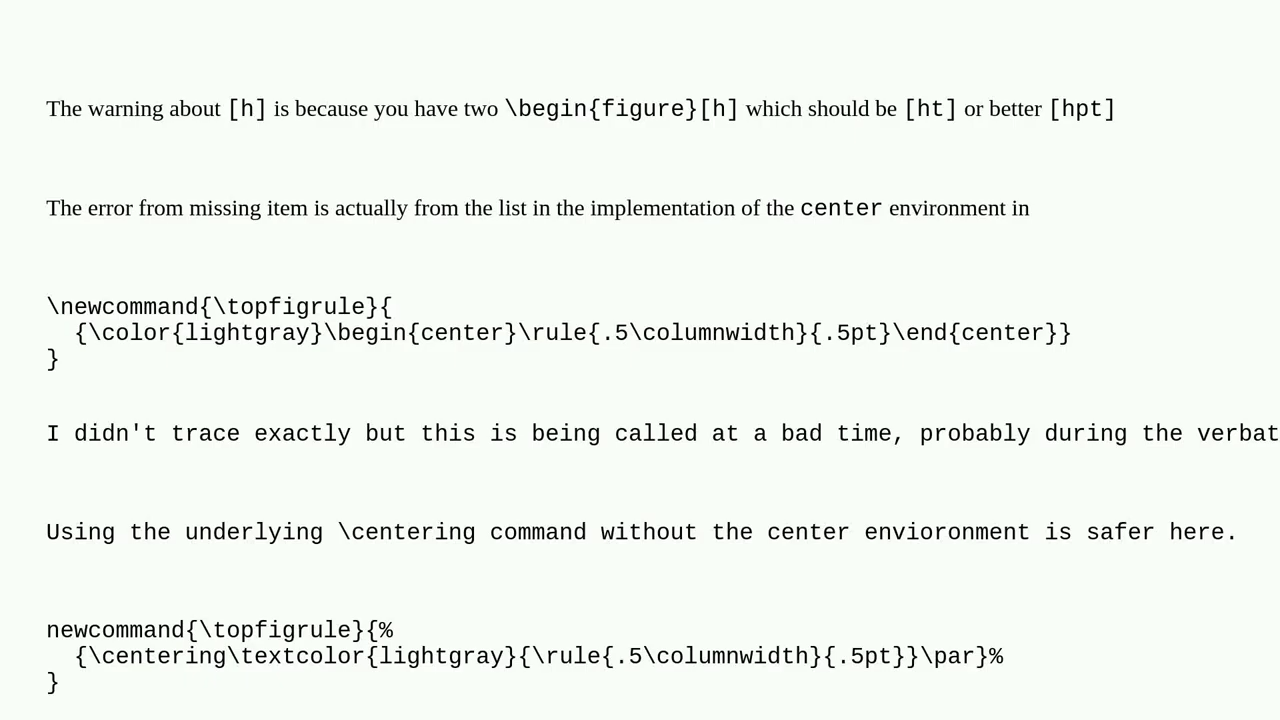 The warning about [h] is because you have two \begin{figure}[h] which should be [ht] or better [hpt]
The error from missing item is actually from the list in the implementation of the center environment in
\newcommand{\topfigrule}{
  {\color{lightgray}\begin{center}\rule{.5\columnwidth}{.5pt}\end{center}}
}
I didn't trace exactly but this is being called at a bad time, probably during the verbat
Using the underlying \centering command without the center envioronment is safer here.
newcommand{\topfigrule}{%
  {\centering\textcolor{lightgray}{\rule{.5\columnwidth}{.5pt}}\par}%
}